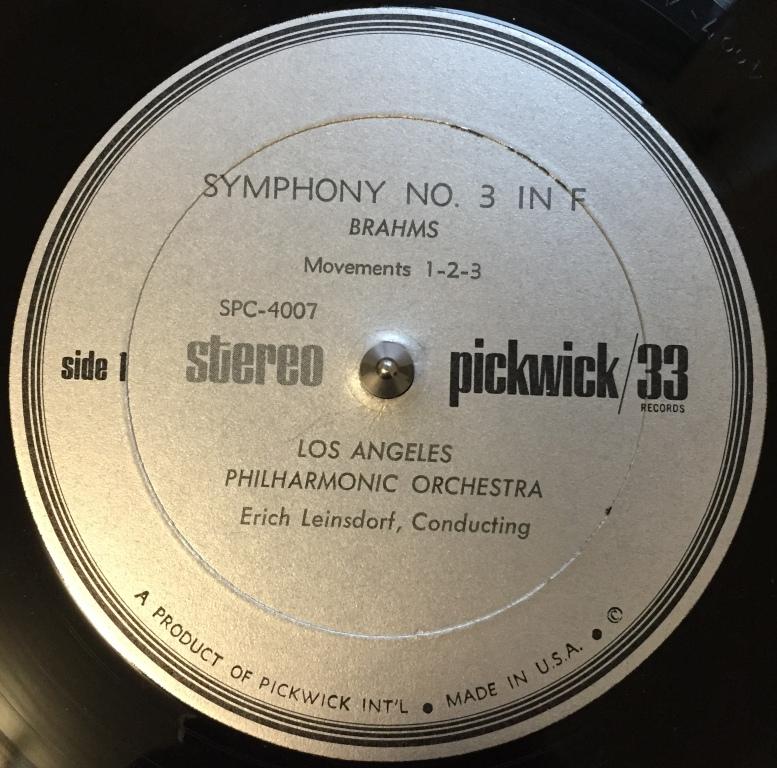 SYMPHONY NO. 3 IN F
BRAHMS
Movements 1-2-3
SPC-4007
side 1
stereo
pickwick/33
RECORDS
LOS ANGELES
PHILHARMONIC ORCHESTRA
Erich Leinsdorf, Conducting
A PRODUCT OF PICKWICK INT'L • MADE IN U.S.A. • ©